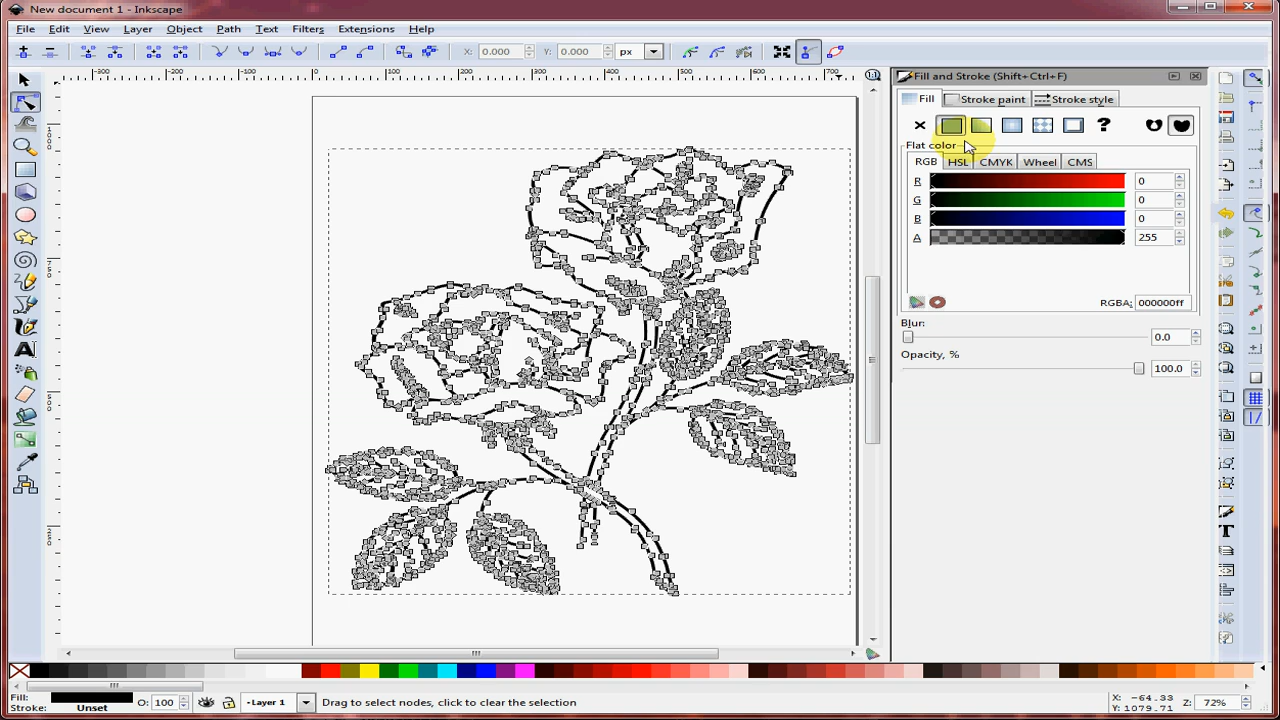 New document 1 - Inkscape
File Edit View Layer Object Path Text Filters Extensions Help
X: 0.000 Y: 0.000 px
Fill and Stroke (Shift+Ctrl+F)
Fill Stroke paint Stroke style
Flat color
RGB HSL CMYK Wheel CMS
R 0
G 0
B 0
A 255
RGBA: 000000ff
Blur:
0.0
Opacity, %
100.0
Fill:
Stroke: Unset
O: 100
Layer 1
Drag to select nodes, click to clear the selection
X: -64.33
Y: 1079.71
Z: 72%